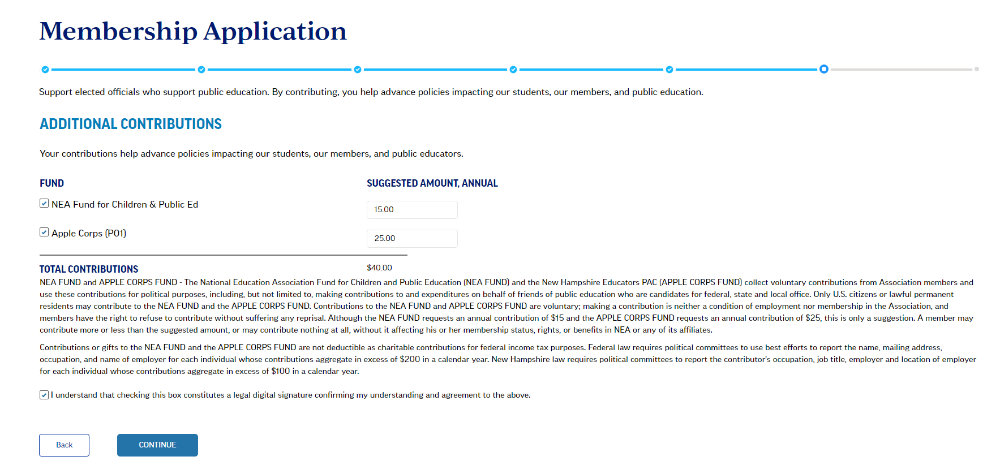 Membership Application
Support elected officials who support public education. By contributing, you help advance policies impacting our students, our members, and public education.
ADDITIONAL CONTRIBUTIONS
Your contributions help advance policies impacting our students, our members, and public educators.
FUND SUGGESTED AMOUNT, ANNUAL
NEA Fund for Children & Public Ed 15.00
Apple Corps (P01) 25.00
TOTAL CONTRIBUTIONS $40.00
NEA FUND and APPLE CORPS FUND - The National Education Association Fund for Children and Public Education (NEA FUND) and the New Hampshire Educators PAC (APPLE CORPS FUND) collect voluntary contributions from Association members and
use these contributions for political purposes, including, but not limited to, making contributions to and expenditures on behalf of friends of public education who are candidates for federal, state and local office. Only U.S. citizens or lawful permanent
residents may contribute to the NEA FUND and the APPLE CORPS FUND. Contributions to the NEA FUND and APPLE CORPS FUND are voluntary; making a contribution is neither a condition of employment nor membership in the Association, and
members have the right to refuse to contribute without suffering any reprisal. Although the NEA FUND requests an annual contribution of $15 and the APPLE CORPS FUND requests an annual contribution of $25, this is only a suggestion. A member may
contribute more or less than the suggested amount, or may contribute nothing at all, without it affecting his or her membership status, rights, or benefits in NEA or any of its affiliates.
Contributions or gifts to the NEA FUND and the APPLE CORPS FUND are not deductible as charitable contributions for federal income tax purposes. Federal law requires political committees to use best efforts to report the name, mailing address,
occupation, and name of employer for each individual whose contributions aggregate in excess of $200 in a calendar year. New Hampshire law requires political committees to report the contributor's occupation, job title, employer and location of employer
for each individual whose contributions aggregate in excess of $100 in a calendar year.
I understand that checking this box constitutes a legal digital signature confirming my understanding and agreement to the above.
Back CONTINUE